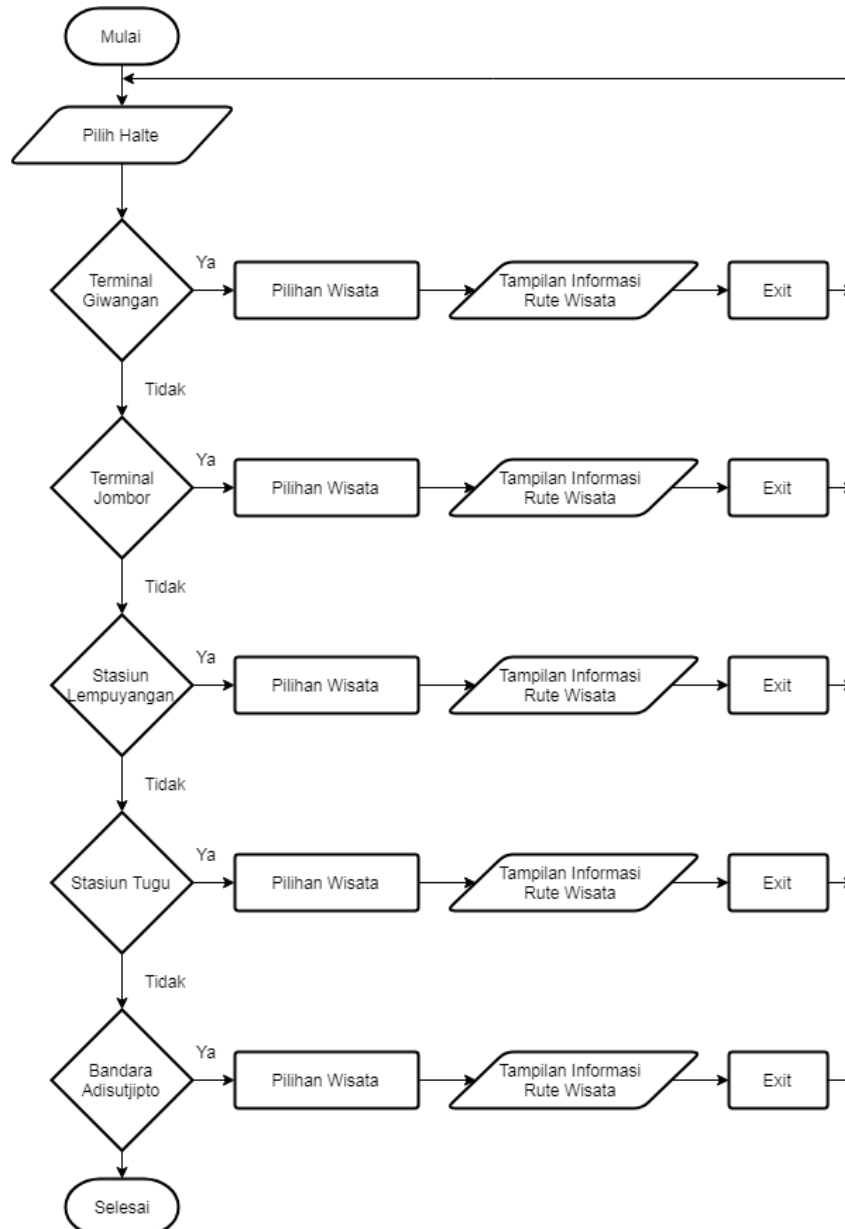 Mulai
Pilih Halte
Terminal
Giwangan
Ya
Pilihan Wisata
Tampilan Informasi
Rute Wisata
Exit
Tidak
Terminal
Jombor
Ya
Pilihan Wisata
Tampilan Informasi
Rute Wisata
Exit
Tidak
Stasiun
Lempuyangan
Ya
Pilihan Wisata
Tampilan Informasi
Rute Wisata
Exit
Tidak
Stasiun Tugu
Ya
Pilihan Wisata
Tampilan Informasi
Rute Wisata
Exit
Tidak
Bandara
Adisutjipto
Ya
Pilihan Wisata
Tampilan Informasi
Rute Wisata
Exit
Selesai